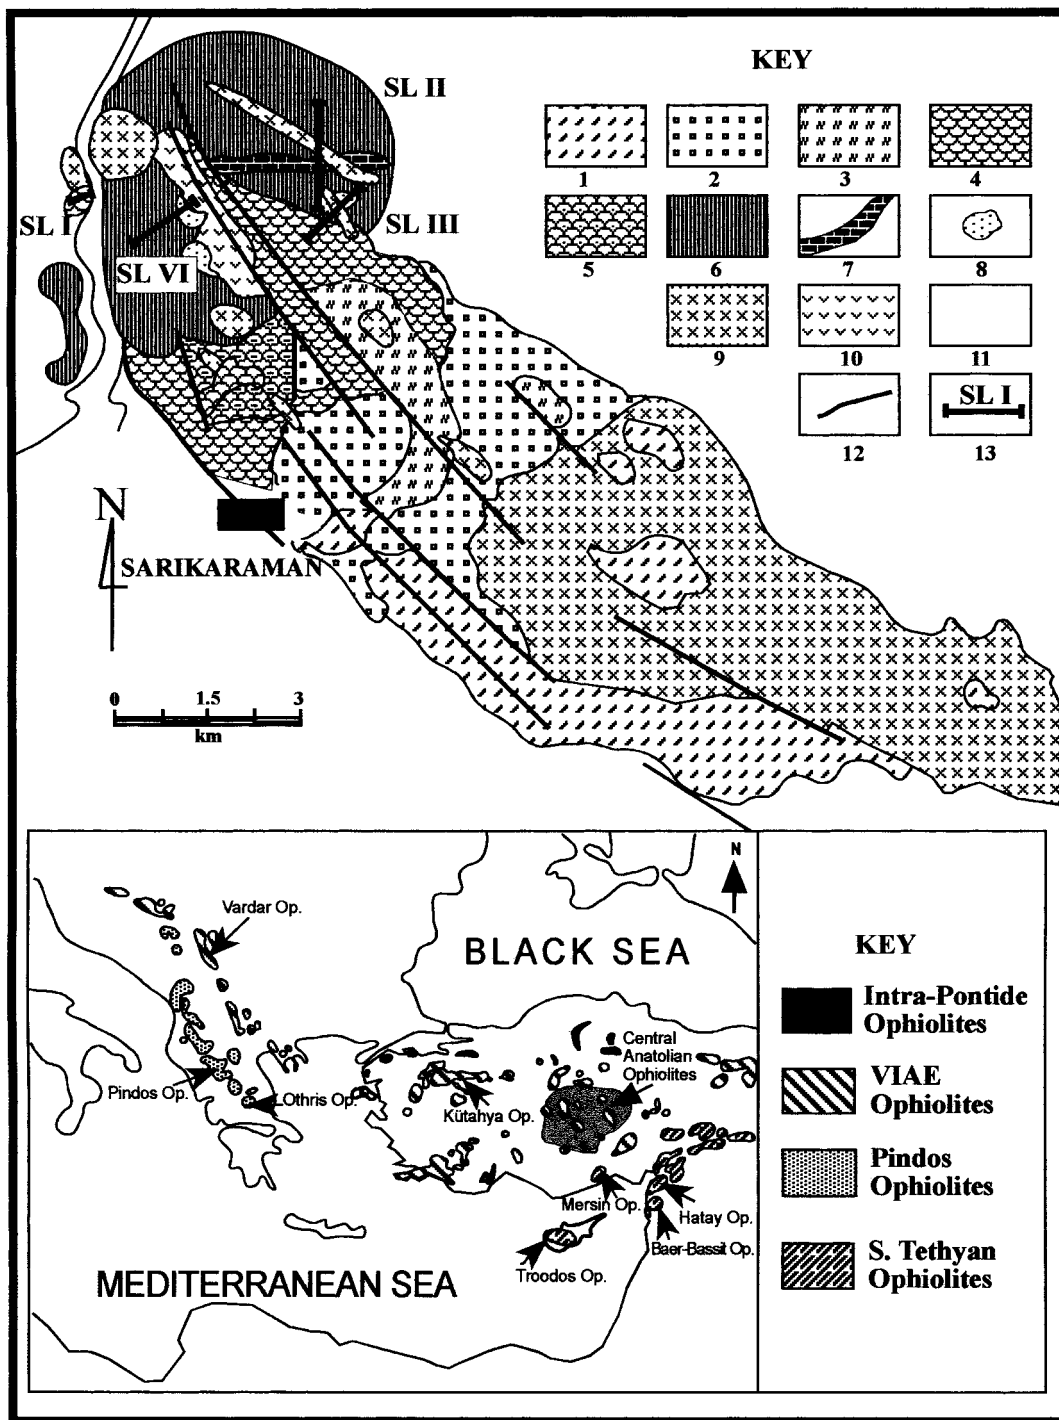 KEY
SL II
SL I
SL III
SL VI
1
2
3
4
5
6
7
8
9
10
11
SL I
12
13
N
SARIKARAMAN
0
1.5
3
km
N
Vardar Op.
BLACK SEA
Central
Anatolian
Ophiolites
Pindos Op.
LOthris Op.
Kütahya Op.
Mersin Op.
Hatay Op.
Baer-Bassit Op.
Troodos Op.
MEDITERRANEAN SEA
KEY
Intra-Pontide
Ophiolites
VIAE
Ophiolites
Pindos
Ophiolites
S. Tethyan
Ophiolites